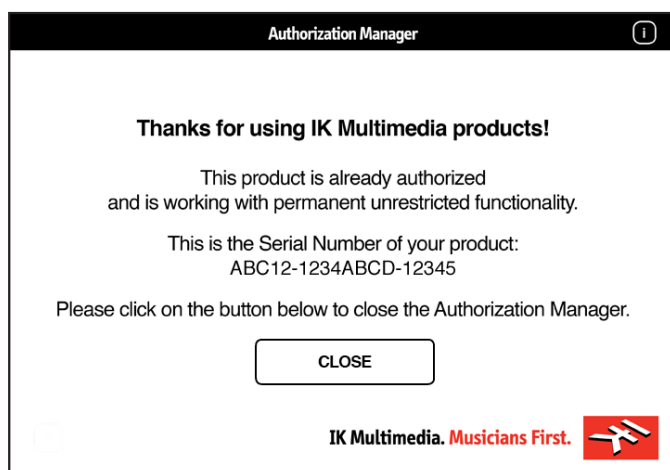 Authorization Manager
i
Thanks for using IK Multimedia products!
This product is already authorized
and is working with permanent unrestricted functionality.
This is the Serial Number of your product:
ABC12-1234ABCD-12345
Please click on the button below to close the Authorization Manager.
CLOSE
IK Multimedia. Musicians First.